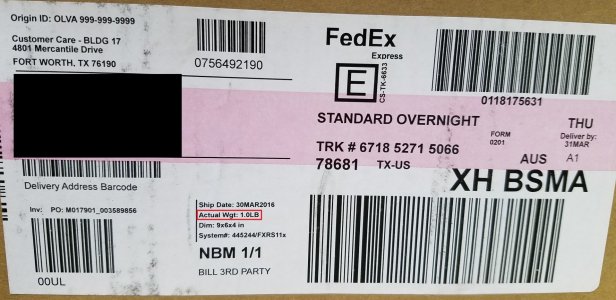 Origin ID: OLVA 999-999-9999
Customer Care - BLDG 17
4801 Mercantile Drive
FORT WORTH, TX 76190
0756492190
FedEx
Express
E
CS-TK-6633
0118175631
STANDARD OVERNIGHT
THU
FORM
0201
Deliver by:
31MAR
TRK # 6718 5271 5066
78681 TX-US
AUS A1
XH BSMA
Delivery Address Barcode
Inv: PO: M017901_003589856
Ship Date: 30MAR2016
Actual Wgt: 1.0LB
Dim: 9x6x4 in
System#: 445244/FXRS11x
NBM 1/1
BILL 3RD PARTY
00UL